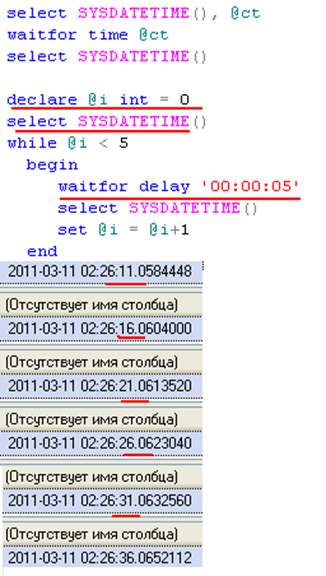 select SYSDATETIME(), @ct
waitfor time @ct
select SYSDATETIME()
declare @i int = 0
select SYSDATETIME()
while @i < 5
begin
waitfor delay '00:00:05'
select SYSDATETIME()
set @i = @i+1
end
2011-03-11 02:26:11.0584448
(Отсутствует имя столбца)
2011-03-11 02:26:16.0604000
(Отсутствует имя столбца)
2011-03-11 02:26:21.0613520
(Отсутствует имя столбца)
2011-03-11 02:26:26.0623040
(Отсутствует имя столбца)
2011-03-11 02:26:31.0632560
(Отсутствует имя столбца)
2011-03-11 02:26:36.0652112